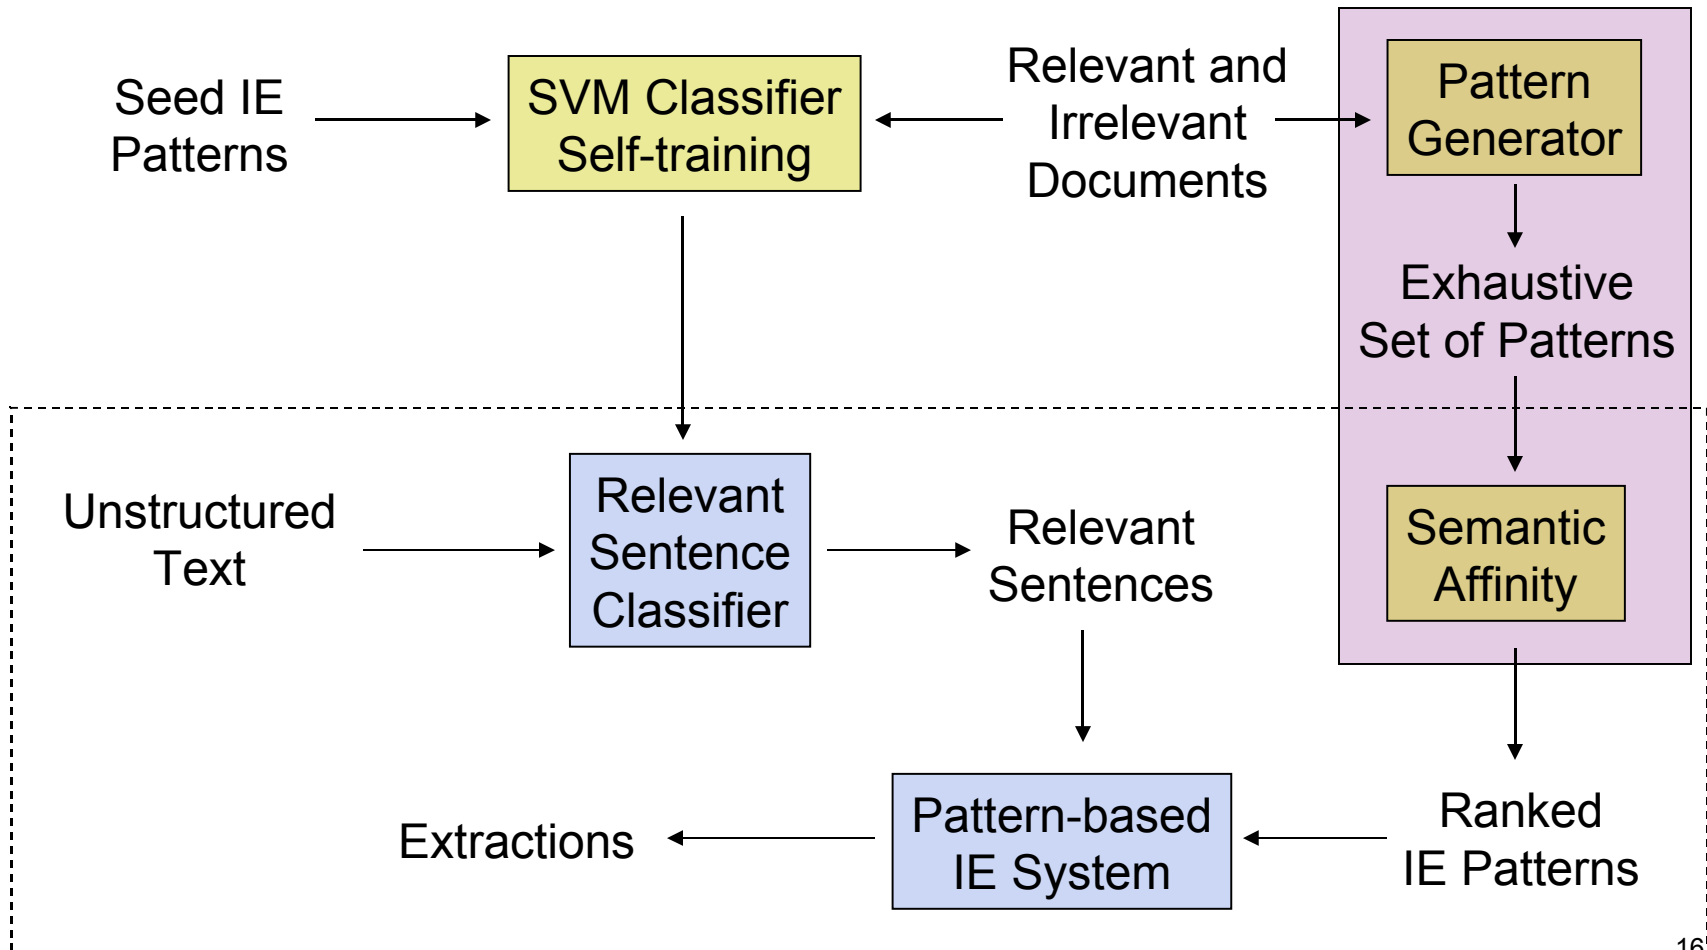 Seed IE
Patterns
SVM Classifier
Self-training
Relevant and
Irrelevant
Documents
Pattern
Generator
Exhaustive
Set of Patterns
Unstructured
Text
Relevant
Sentence
Classifier
Relevant
Sentences
Semantic
Affinity
Extractions
Pattern-based
IE System
Ranked
IE Patterns
16